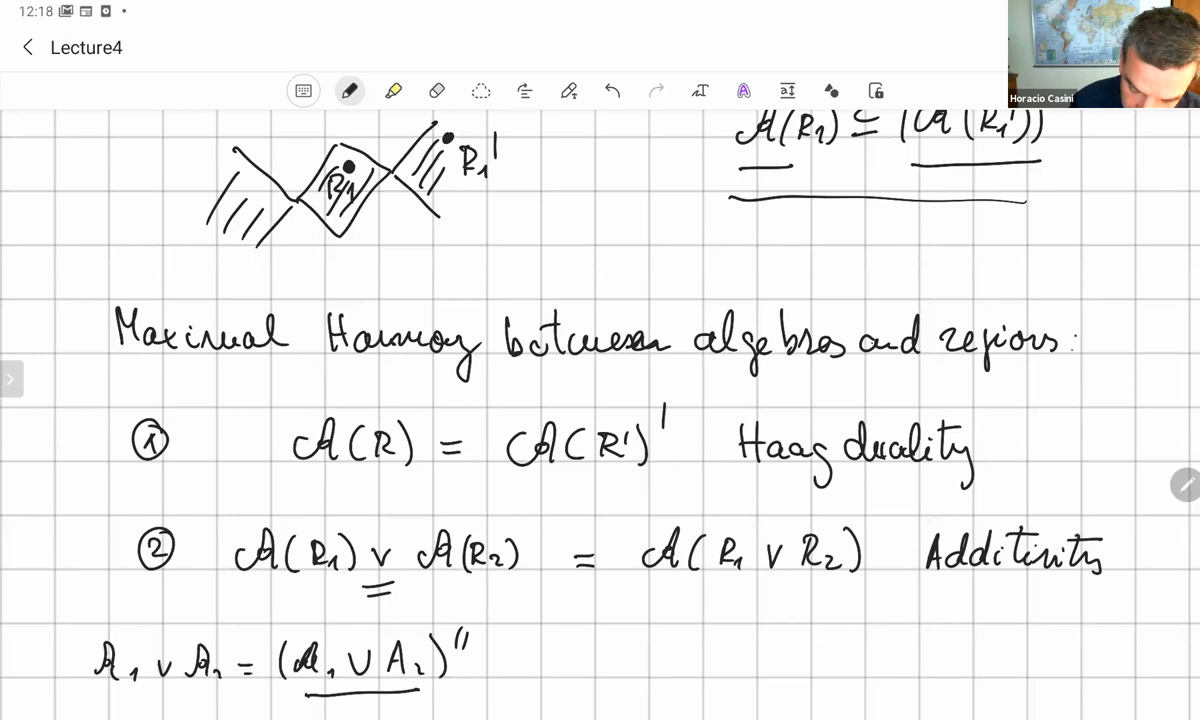 12:18
Lecture4
Horacio Casini
R₁
R₁'
A(R₁) ⊆ (A(R₁'))
Maximal Harmony between algebras and regions:
① A(R) = A(R')' Haag duality
② A(R₁) ∨ A(R₂) = A(R₁ ∨ R₂) Additivity
A₁ ∨ A₂ = (A₁ ∪ A₂)''